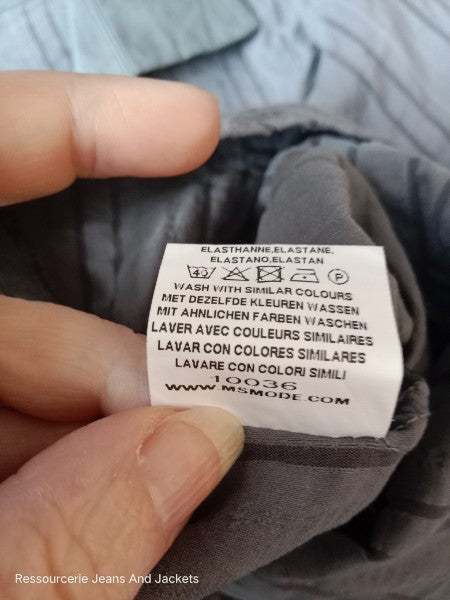 ELASTHANNE,ELASTANE,
ELASTANO,ELASTAN
40 P
WASH WITH SIMILAR COLOURS
MET DEZELFDE KLEUREN WASSEN
MIT AHNLICHEN FARBEN WASCHEN
LAVER AVEC COULEURS SIMILAIRES
LAVAR CON COLORES SIMILARES
LAVARE CON COLORI SIMILI
10036
WWW.MSMODE.COM
Ressourcerie Jeans And Jackets